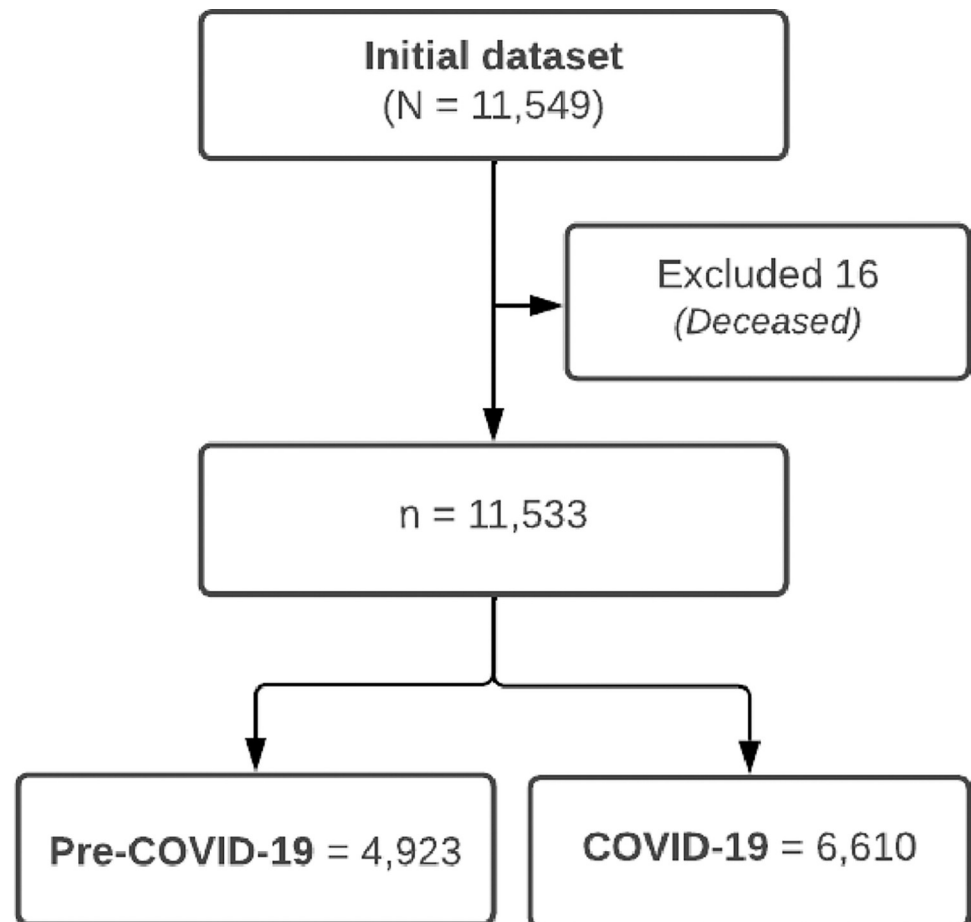 Initial dataset
(N = 11,549)
Excluded 16
(Deceased)
n = 11,533
Pre-COVID-19 = 4,923
COVID-19 = 6,610